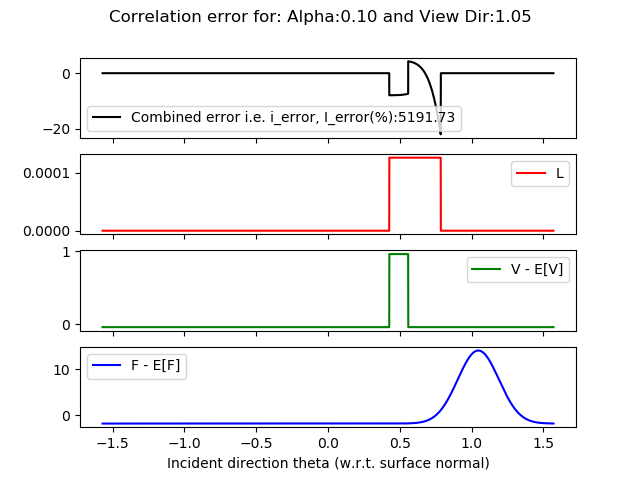 Correlation error for: Alpha:0.10 and View Dir:1.05
0
−20
Combined error i.e. i_error, I_error(%):5191.73
0.0001
0.0000
L
1
0
V - E[V]
10
0
F - E[F]
−1.5 −1.0 −0.5 0.0 0.5 1.0 1.5
Incident direction theta (w.r.t. surface normal)